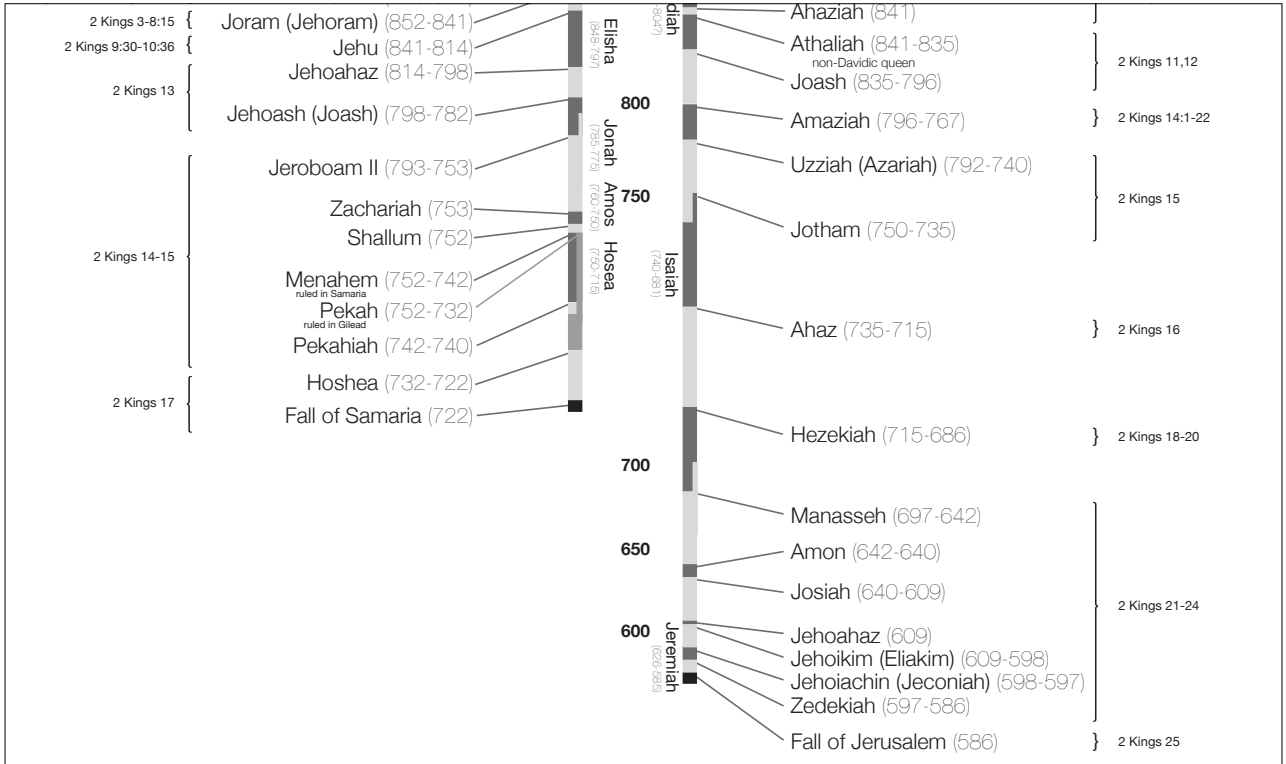 2 Kings 3-8:15
Joram (Jehoram) (852-841)
2 Kings 9:30-10:36
Jehu (841-814)
Jehoahaz (814-798)
2 Kings 13
Jehoash (Joash) (798-782)
Jeroboam II (793-753)
Zachariah (753)
Shallum (752)
2 Kings 14-15
Menahem (752-742)
ruled in Samaria
Pekah (752-732)
ruled in Gilead
Pekahiah (742-740)
Hoshea (732-722)
2 Kings 17
Fall of Samaria (722)
Elisha
(848-797)
Jonah
(785-775)
Amos
(760-750)
Hosea
(750-715)
800
750
700
650
600
diah
-804?)
Isaiah
(740-681)
Jeremiah
(626-585)
Ahaziah (841)
Athaliah (841-835)
non-Davidic queen
2 Kings 11,12
Joash (835-796)
Amaziah (796-767)
2 Kings 14:1-22
Uzziah (Azariah) (792-740)
2 Kings 15
Jotham (750-735)
Ahaz (735-715)
2 Kings 16
Hezekiah (715-686)
2 Kings 18-20
Manasseh (697-642)
Amon (642-640)
Josiah (640-609)
2 Kings 21-24
Jehoahaz (609)
Jehoikim (Eliakim) (609-598)
Jehoiachin (Jeconiah) (598-597)
Zedekiah (597-586)
Fall of Jerusalem (586)
2 Kings 25